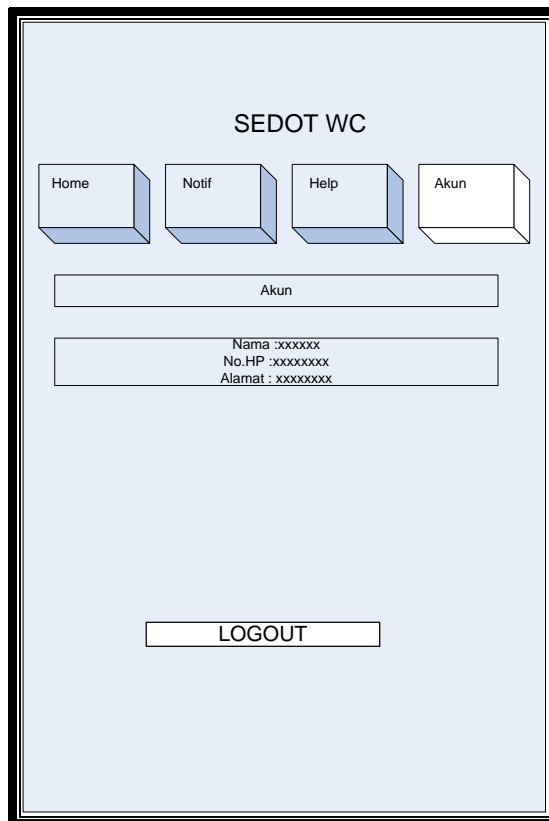 SEDOT WC
Home
Notif
Help
Akun
Akun
Nama :xxxxxx
No.HP :xxxxxxxx
Alamat : xxxxxxxx
LOGOUT